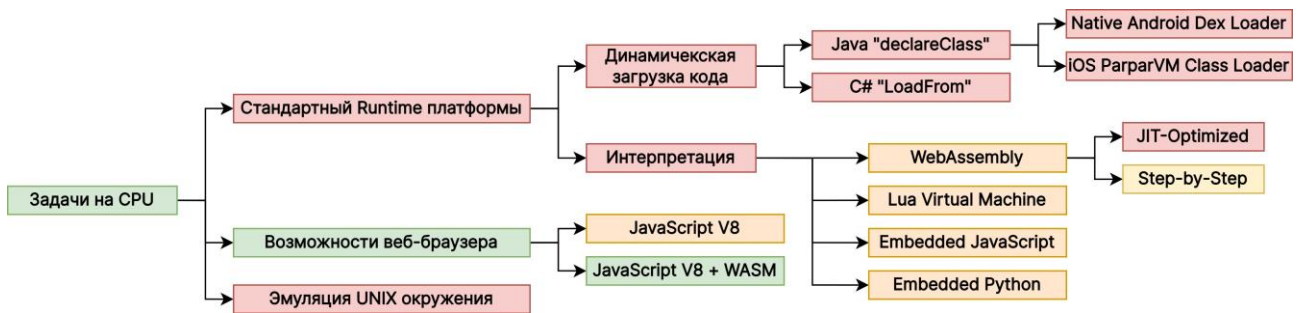 Задачи на CPU
Стандартный Runtime платформы
Возможности веб-браузера
Эмуляция UNIX окружения
Динамичекская
загрузка кода
Интерпретация
JavaScript V8
JavaScript V8 + WASM
Java "declareClass"
C# "LoadFrom"
WebAssembly
Lua Virtual Machine
Embedded JavaScript
Embedded Python
Native Android Dex Loader
iOS ParparVM Class Loader
JIT-Optimized
Step-by-Step